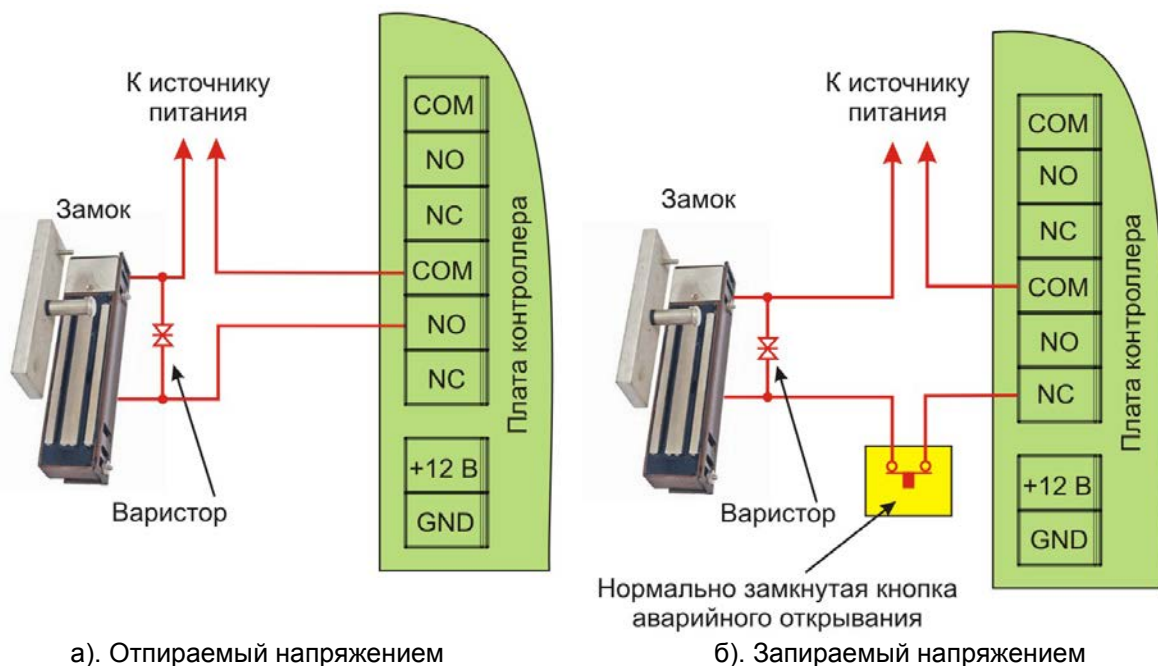 К источнику
питания
Замок
Варистор
COM
NO
NC
COM
NO
NC
+12 В
GND
Плата контроллера
а). Отпираемый напряжением
К источнику
питания
Замок
Варистор
Нормально замкнутая кнопка
аварийного открывания
COM
NO
NC
COM
NO
NC
+12 В
GND
Плата контроллера
б). Запираемый напряжением